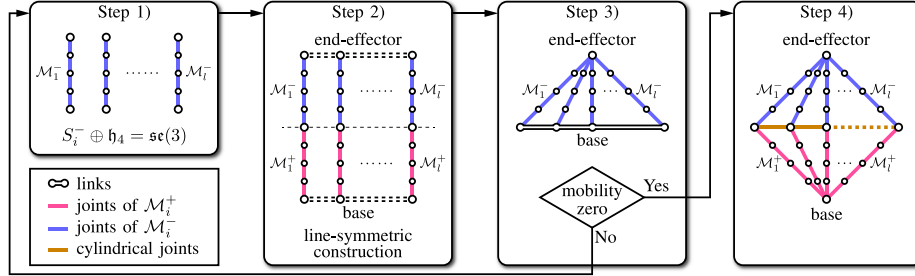 Step 1)
ℳ₁⁻ ...... ℳₗ⁻
Sᵢ⁻ ⊕ 𝔥₄ = 𝔰𝔢(3)
links
joints of ℳᵢ⁺
joints of ℳᵢ⁻
cylindrical joints
Step 2)
end-effector
ℳ₁⁻ ...... ℳₗ⁻
ℳ₁⁺ ...... ℳₗ⁺
base
line-symmetric
construction
Step 3)
end-effector
ℳ₁⁻ ...... ℳₗ⁻
base
mobility
zero
Yes
No
Step 4)
end-effector
ℳ₁⁻ ...... ℳₗ⁻
ℳ₁⁺ ...... ℳₗ⁺
base